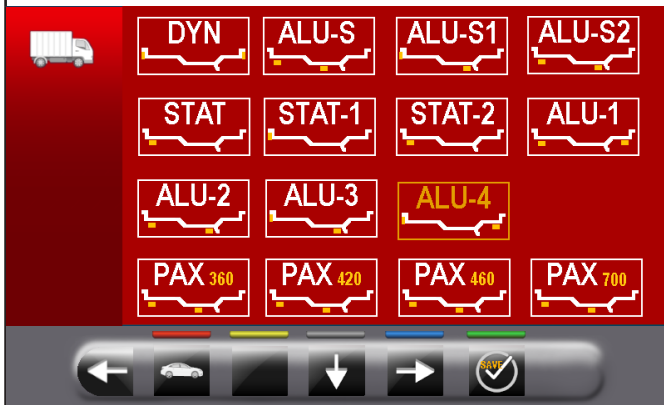 DYN ALU-S ALU-S1 ALU-S2
STAT STAT-1 STAT-2 ALU-1
ALU-2 ALU-3 ALU-4
PAX 360 PAX 420 PAX 460 PAX 700
SAVE